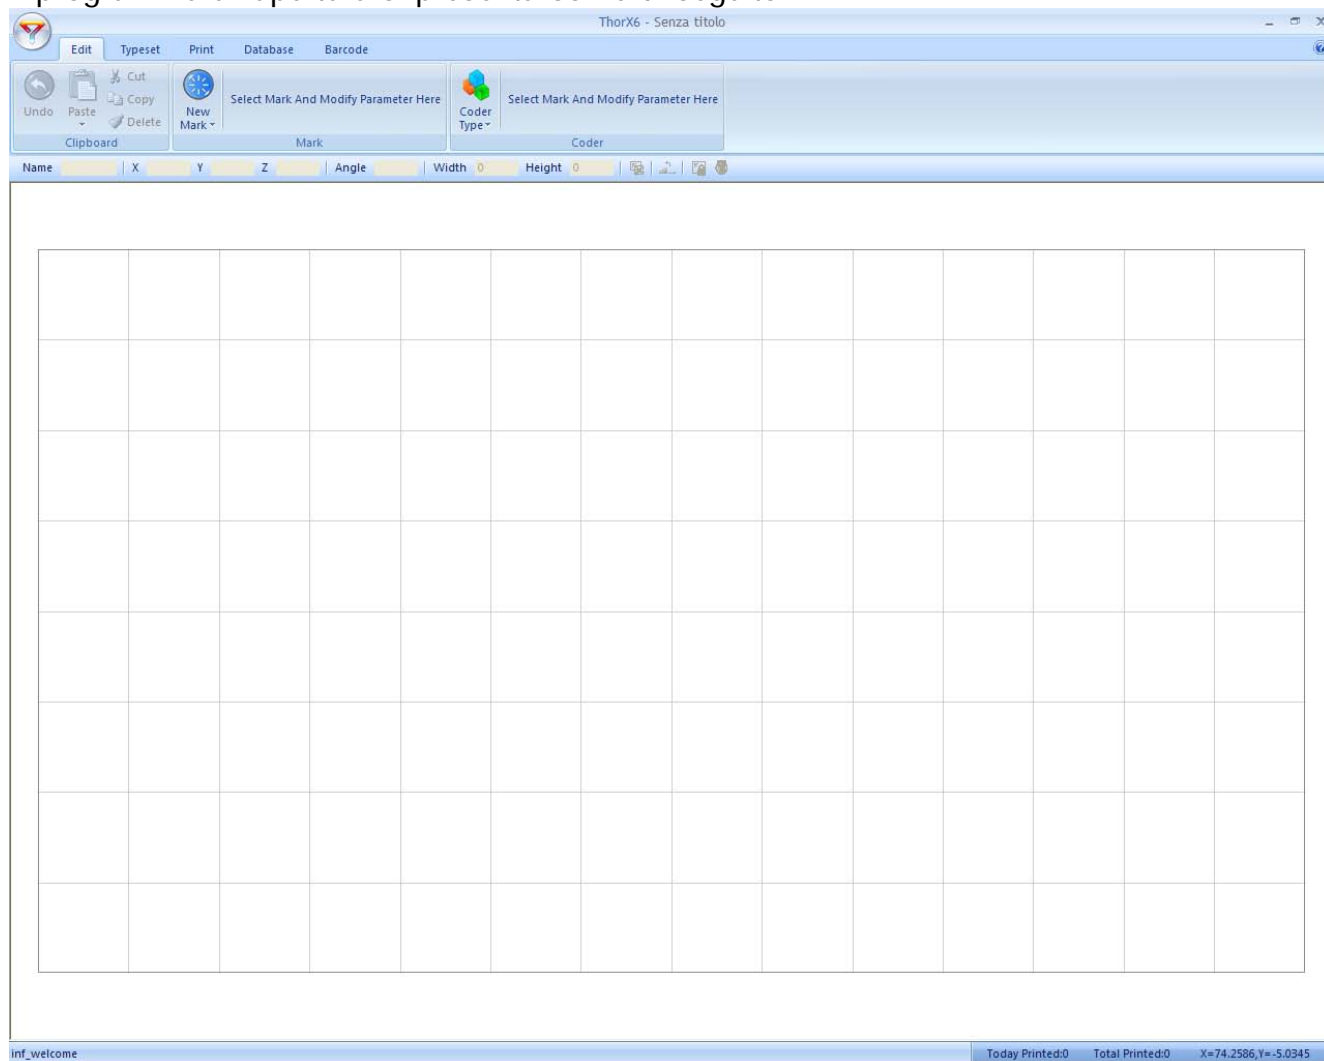 ThorX6 - Senza titolo
Edit Typeset Print Database Barcode
Undo Paste Cut Copy Delete
New Mark
Select Mark And Modify Parameter Here
Coder Type
Select Mark And Modify Parameter Here
Clipboard Mark Coder
Name X Y Z Angle Width 0 Height 0
inf_welcome Today Printed:0 Total Printed:0 X=74.2586,Y=-5.0345